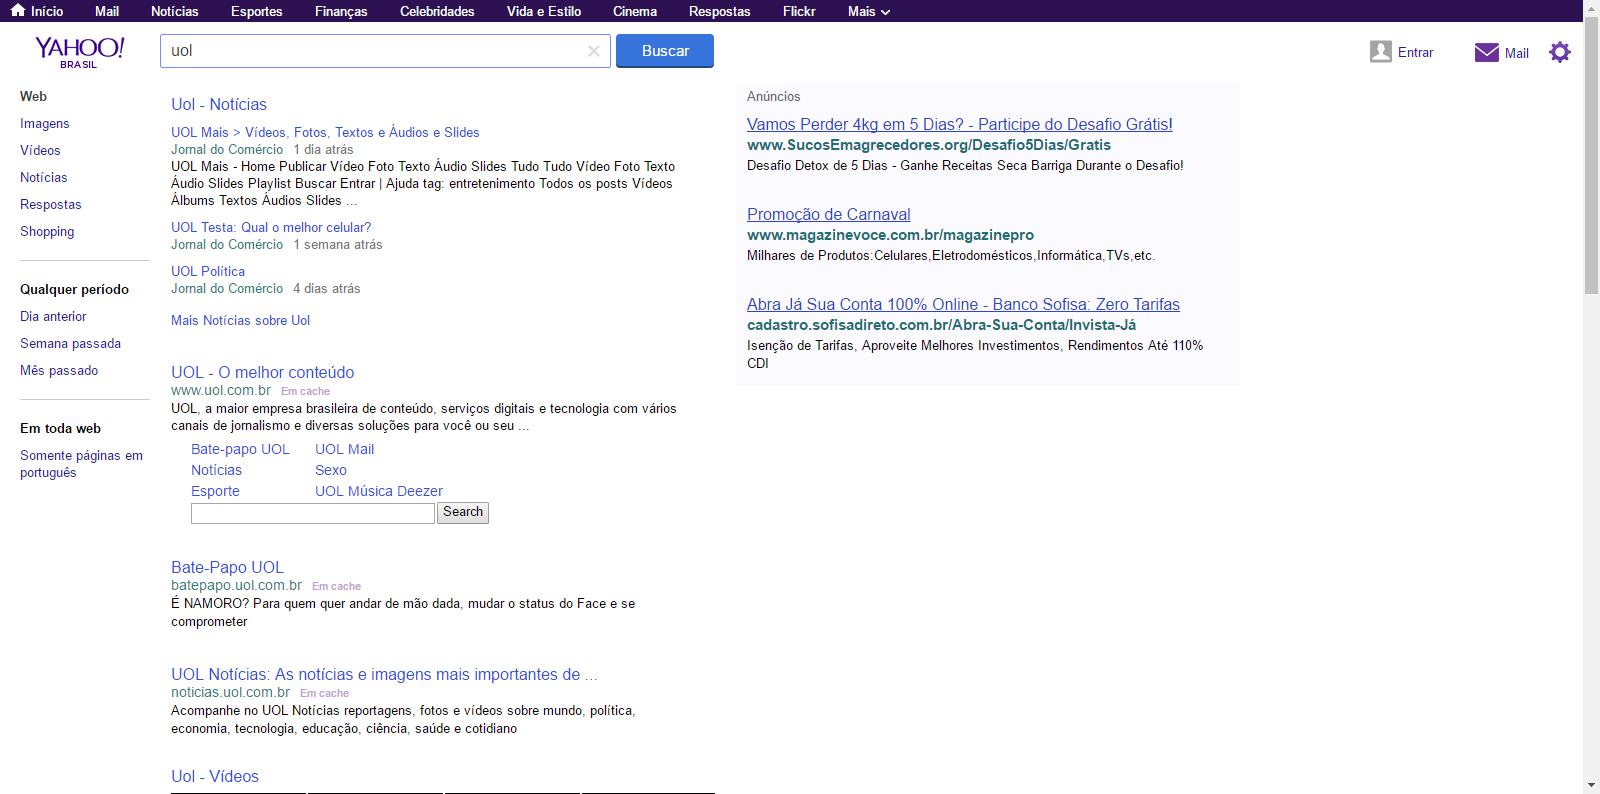 Início Mail Notícias Esportes Finanças Celebridades Vida e Estilo Cinema Respostas Flickr Mais
YAHOO!
BRASIL
uol
Buscar
Entrar
Mail
Web
Imagens
Vídeos
Notícias
Respostas
Shopping
Qualquer período
Dia anterior
Semana passada
Mês passado
Em toda web
Somente páginas em
português
Uol - Notícias
UOL Mais > Vídeos, Fotos, Textos e Áudios e Slides
Jornal do Comércio 1 dia atrás
UOL Mais - Home Publicar Vídeo Foto Texto Áudio Slides Tudo Tudo Vídeo Foto Texto
Áudio Slides Playlist Buscar Entrar | Ajuda tag: entretenimento Todos os posts Vídeos
Álbums Textos Áudios Slides ...
UOL Testa: Qual o melhor celular?
Jornal do Comércio 1 semana atrás
UOL Política
Jornal do Comércio 4 dias atrás
Mais Notícias sobre Uol
UOL - O melhor conteúdo
www.uol.com.br Em cache
UOL, a maior empresa brasileira de conteúdo, serviços digitais e tecnologia com vários
canais de jornalismo e diversas soluções para você ou seu ...
Bate-papo UOL UOL Mail
Notícias Sexo
Esporte UOL Música Deezer
Search
Bate-Papo UOL
batepapo.uol.com.br Em cache
É NAMORO? Para quem quer andar de mão dada, mudar o status do Face e se
comprometer
UOL Notícias: As notícias e imagens mais importantes de ...
noticias.uol.com.br Em cache
Acompanhe no UOL Notícias reportagens, fotos e vídeos sobre mundo, política,
economia, tecnologia, educação, ciência, saúde e cotidiano
Uol - Vídeos
Anúncios
Vamos Perder 4kg em 5 Dias? - Participe do Desafio Grátis!
www.SucosEmagrecedores.org/Desafio5Dias/Gratis
Desafio Detox de 5 Dias - Ganhe Receitas Seca Barriga Durante o Desafio!
Promoção de Carnaval
www.magazinevoce.com.br/magazinepro
Milhares de Produtos:Celulares,Eletrodomésticos,Informática,TVs,etc.
Abra Já Sua Conta 100% Online - Banco Sofisa: Zero Tarifas
cadastro.sofisadireto.com.br/Abra-Sua-Conta/Invista-Já
Isenção de Tarifas, Aproveite Melhores Investimentos, Rendimentos Até 110%
CDI